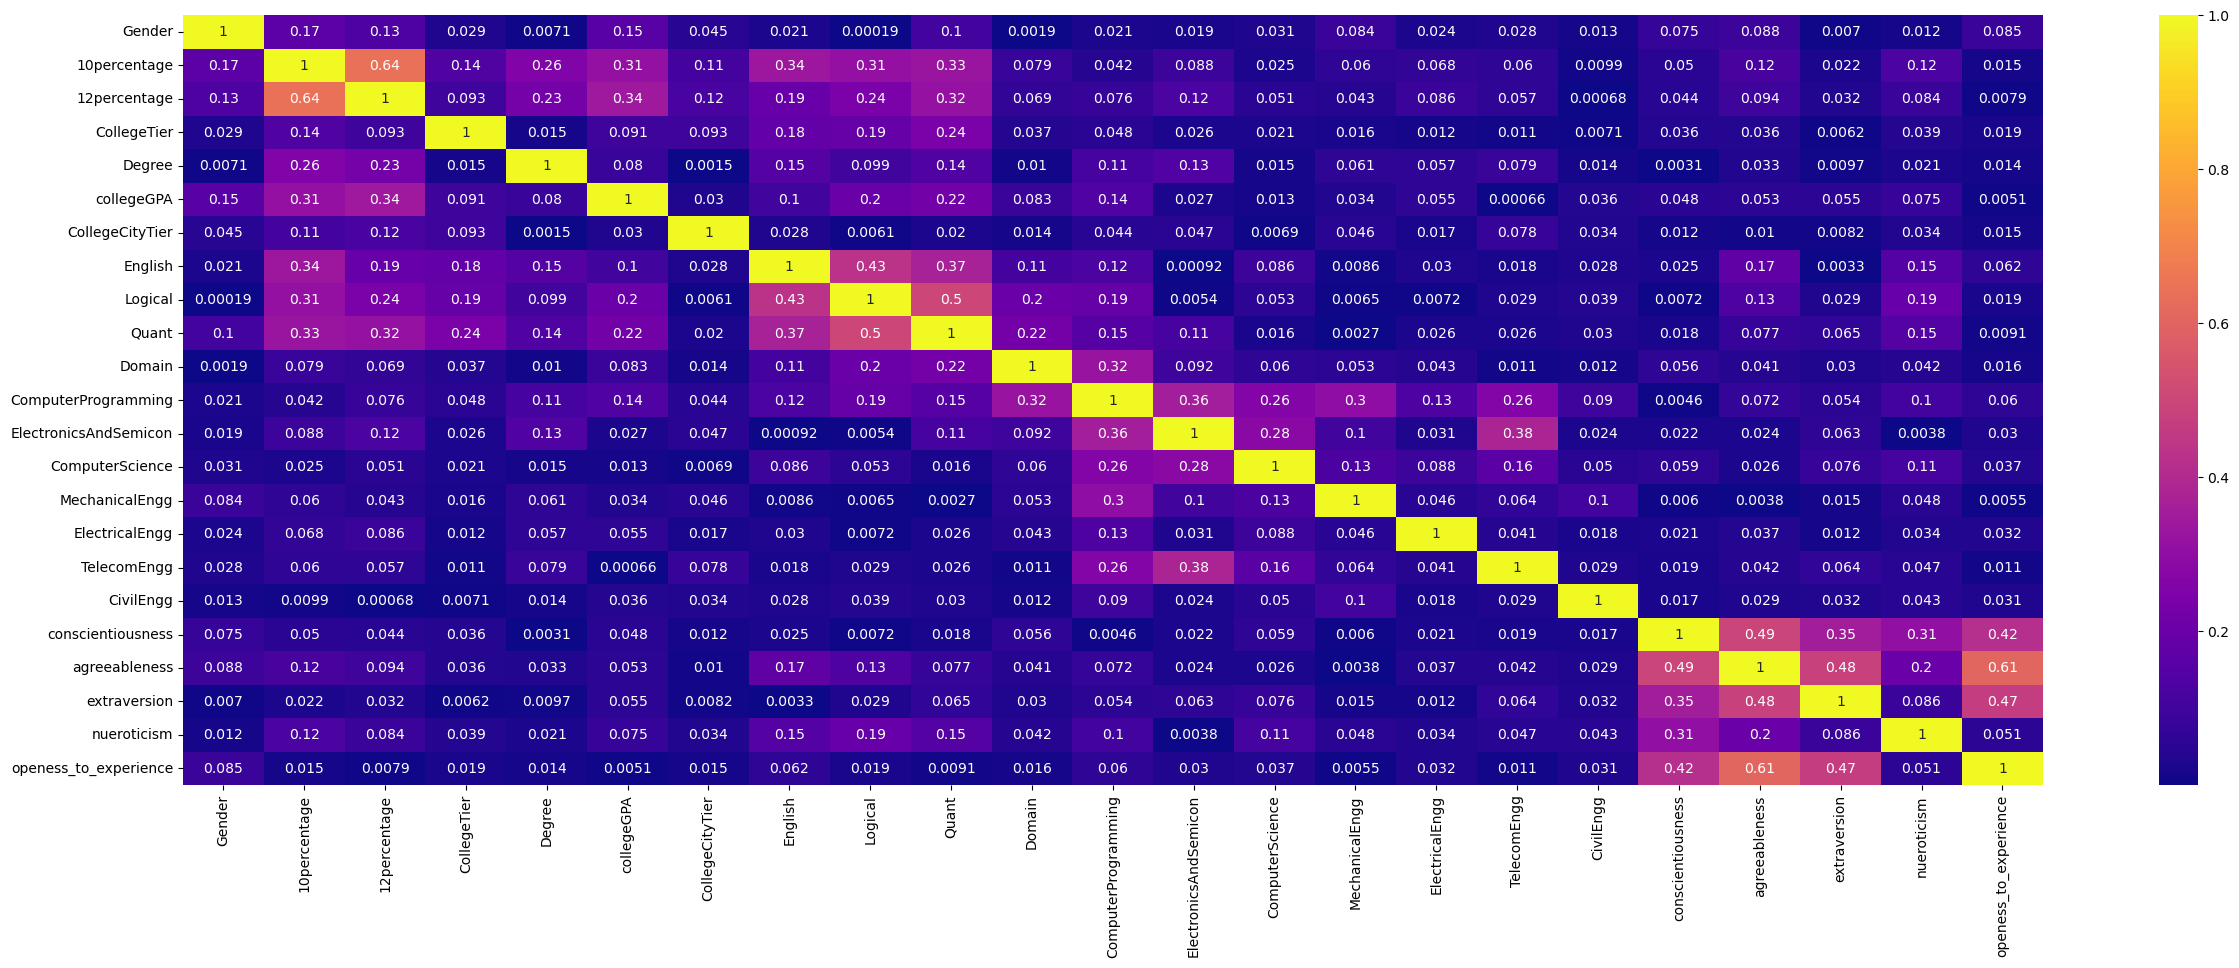 Gender 1 0.17 0.13 0.029 0.0071 0.15 0.045 0.021 0.00019 0.1 0.0019 0.021 0.019 0.031 0.084 0.024 0.028 0.013 0.075 0.088 0.007 0.012 0.085
10percentage 0.17 1 0.64 0.14 0.26 0.31 0.11 0.34 0.31 0.33 0.079 0.042 0.088 0.025 0.06 0.068 0.06 0.0099 0.05 0.12 0.022 0.12 0.015
12percentage 0.13 0.64 1 0.093 0.23 0.34 0.12 0.19 0.24 0.32 0.069 0.076 0.12 0.051 0.043 0.086 0.057 0.00068 0.044 0.094 0.032 0.084 0.0079
CollegeTier 0.029 0.14 0.093 1 0.015 0.091 0.093 0.18 0.19 0.24 0.037 0.048 0.026 0.021 0.016 0.012 0.011 0.0071 0.036 0.036 0.0062 0.039 0.019
Degree 0.0071 0.26 0.23 0.015 1 0.08 0.0015 0.15 0.099 0.14 0.01 0.11 0.13 0.015 0.061 0.057 0.079 0.014 0.0031 0.033 0.0097 0.021 0.014
collegeGPA 0.15 0.31 0.34 0.091 0.08 1 0.03 0.1 0.2 0.22 0.083 0.14 0.027 0.013 0.034 0.055 0.00066 0.036 0.048 0.053 0.055 0.075 0.0051
CollegeCityTier 0.045 0.11 0.12 0.093 0.0015 0.03 1 0.028 0.0061 0.02 0.014 0.044 0.047 0.0069 0.046 0.017 0.078 0.034 0.012 0.01 0.0082 0.034 0.015
English 0.021 0.34 0.19 0.18 0.15 0.1 0.028 1 0.43 0.37 0.11 0.12 0.00092 0.086 0.0086 0.03 0.018 0.028 0.025 0.17 0.0033 0.15 0.062
Logical 0.00019 0.31 0.24 0.19 0.099 0.2 0.0061 0.43 1 0.5 0.2 0.19 0.0054 0.053 0.0065 0.0072 0.029 0.039 0.0072 0.13 0.029 0.19 0.019
Quant 0.1 0.33 0.32 0.24 0.14 0.22 0.02 0.37 0.5 1 0.22 0.15 0.11 0.016 0.0027 0.026 0.026 0.03 0.018 0.077 0.065 0.15 0.0091
Domain 0.0019 0.079 0.069 0.037 0.01 0.083 0.014 0.11 0.2 0.22 1 0.32 0.092 0.06 0.053 0.043 0.011 0.012 0.056 0.041 0.03 0.042 0.016
ComputerProgramming 0.021 0.042 0.076 0.048 0.11 0.14 0.044 0.12 0.19 0.15 0.32 1 0.36 0.26 0.3 0.13 0.26 0.09 0.0046 0.072 0.054 0.1 0.06
ElectronicsAndSemicon 0.019 0.088 0.12 0.026 0.13 0.027 0.047 0.00092 0.0054 0.11 0.092 0.36 1 0.28 0.1 0.031 0.38 0.024 0.022 0.024 0.063 0.0038 0.03
ComputerScience 0.031 0.025 0.051 0.021 0.015 0.013 0.0069 0.086 0.053 0.016 0.06 0.26 0.28 1 0.13 0.088 0.16 0.05 0.059 0.026 0.076 0.11 0.037
MechanicalEngg 0.084 0.06 0.043 0.016 0.061 0.034 0.046 0.0086 0.0065 0.0027 0.053 0.3 0.1 0.13 1 0.046 0.064 0.1 0.006 0.0038 0.015 0.048 0.0055
ElectricalEngg 0.024 0.068 0.086 0.012 0.057 0.055 0.017 0.03 0.0072 0.026 0.043 0.13 0.031 0.088 0.046 1 0.041 0.018 0.021 0.037 0.012 0.034 0.032
TelecomEngg 0.028 0.06 0.057 0.011 0.079 0.00066 0.078 0.018 0.029 0.026 0.011 0.26 0.38 0.16 0.064 0.041 1 0.029 0.019 0.042 0.064 0.047 0.011
CivilEngg 0.013 0.0099 0.00068 0.0071 0.014 0.036 0.034 0.028 0.039 0.03 0.012 0.09 0.024 0.05 0.1 0.018 0.029 1 0.017 0.029 0.032 0.043 0.031
conscientiousness 0.075 0.05 0.044 0.036 0.0031 0.048 0.012 0.025 0.0072 0.018 0.056 0.0046 0.022 0.059 0.006 0.021 0.019 0.017 1 0.49 0.35 0.31 0.42
agreeableness 0.088 0.12 0.094 0.036 0.033 0.053 0.01 0.17 0.13 0.077 0.041 0.072 0.024 0.026 0.0038 0.037 0.042 0.029 0.49 1 0.48 0.2 0.61
extraversion 0.007 0.022 0.032 0.0062 0.0097 0.055 0.0082 0.0033 0.029 0.065 0.03 0.054 0.063 0.076 0.015 0.012 0.064 0.032 0.35 0.48 1 0.086 0.47
nueroticism 0.012 0.12 0.084 0.039 0.021 0.075 0.034 0.15 0.19 0.15 0.042 0.1 0.0038 0.11 0.048 0.034 0.047 0.043 0.31 0.2 0.086 1 0.051
openess_to_experience 0.085 0.015 0.0079 0.019 0.014 0.0051 0.015 0.062 0.019 0.0091 0.016 0.06 0.03 0.037 0.0055 0.032 0.011 0.031 0.42 0.61 0.47 0.051 1
Gender
10percentage
12percentage
CollegeTier
Degree
collegeGPA
CollegeCityTier
English
Logical
Quant
Domain
ComputerProgramming
ElectronicsAndSemicon
ComputerScience
MechanicalEngg
ElectricalEngg
TelecomEngg
CivilEngg
conscientiousness
agreeableness
extraversion
nueroticism
openess_to_experience
1.0
0.8
0.6
0.4
0.2